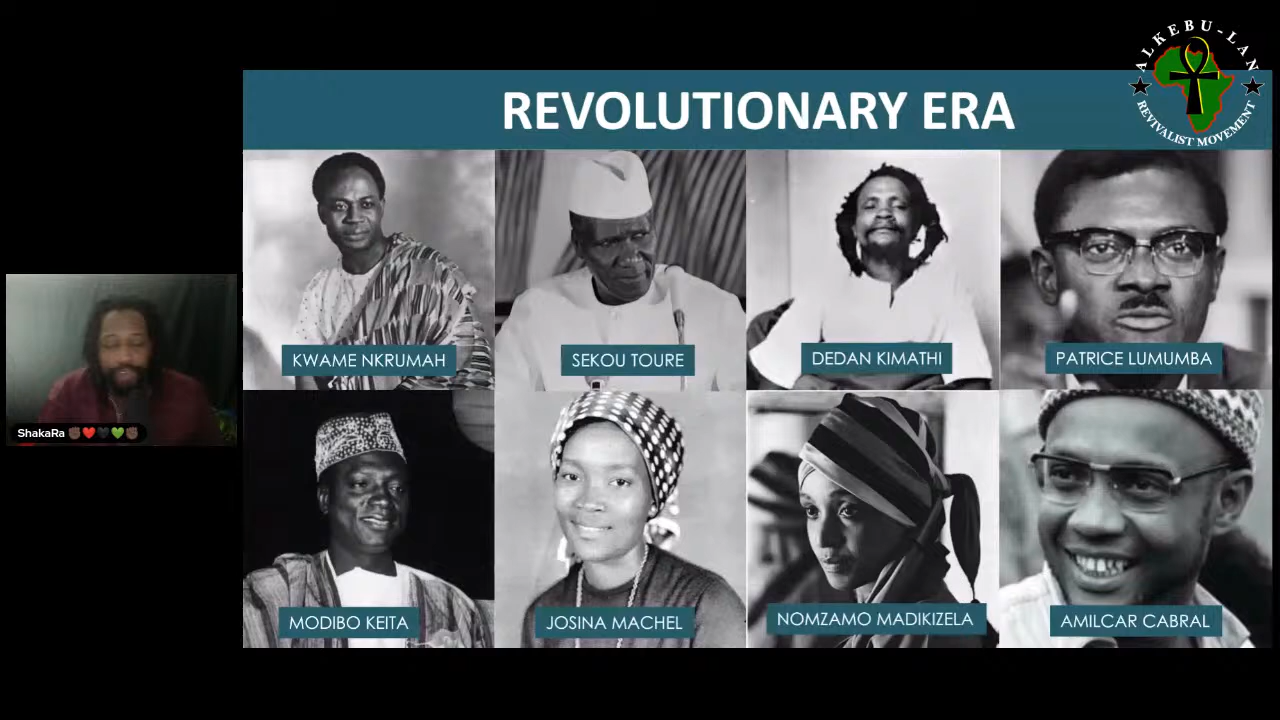 ALKEBU-LAN
REVIVALIST MOVEMENT
REVOLUTIONARY ERA
KWAME NKRUMAH
SEKOU TOURE
DEDAN KIMATHI
PATRICE LUMUMBA
ShakaRa ✊🏿❤️🖤💚✊🏿
MODIBO KEITA
JOSINA MACHEL
NOMZAMO MADIKIZELA
AMILCAR CABRAL